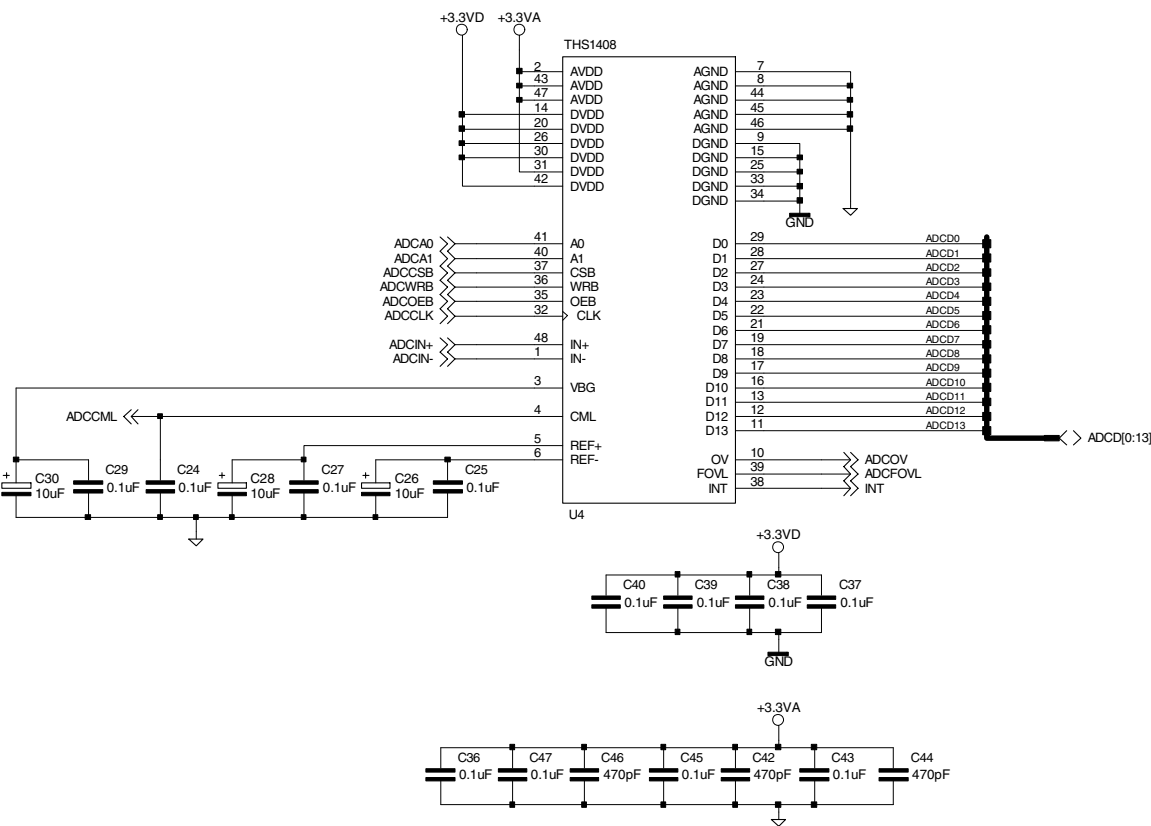 +3.3VD +3.3VA
THS1408
2 AVDD AGND 7
43 AVDD AGND 8
47 AVDD AGND 44
14 DVDD AGND 45
20 DVDD AGND 46
26 DVDD DGND 9
30 DVDD DGND 15
31 DVDD DGND 25
42 DVDD DGND 33
DGND 34
GND
ADCA0 41 A0 D0 29 ADCD0
ADCA1 40 A1 D1 28 ADCD1
ADCCSB 37 CSB D2 27 ADCD2
ADCWRB 36 WRB D3 24 ADCD3
ADCOEB 35 OEB D4 23 ADCD4
ADCCLK 32 CLK D5 22 ADCD5
D6 21 ADCD6
ADCIN+ 48 IN+ D7 19 ADCD7
ADCIN- 1 IN- D8 18 ADCD8
D9 17 ADCD9
3 VBG D10 16 ADCD10
D11 13 ADCD11
ADCCML 4 CML D12 12 ADCD12
D13 11 ADCD13
ADCD[0:13]
5 REF+
6 REF- OV 10 ADCOV
FOVL 39 ADCFOVL
INT 38 INT
+ C30 C29 C24 + C28 C27 + C26 C25
10uF 0.1uF 0.1uF 10uF 0.1uF 10uF 0.1uF
U4
+3.3VD
C40 C39 C38 C37
0.1uF 0.1uF 0.1uF 0.1uF
GND
+3.3VA
C36 C47 C46 C45 C42 C43 C44
0.1uF 0.1uF 470pF 0.1uF 470pF 0.1uF 470pF